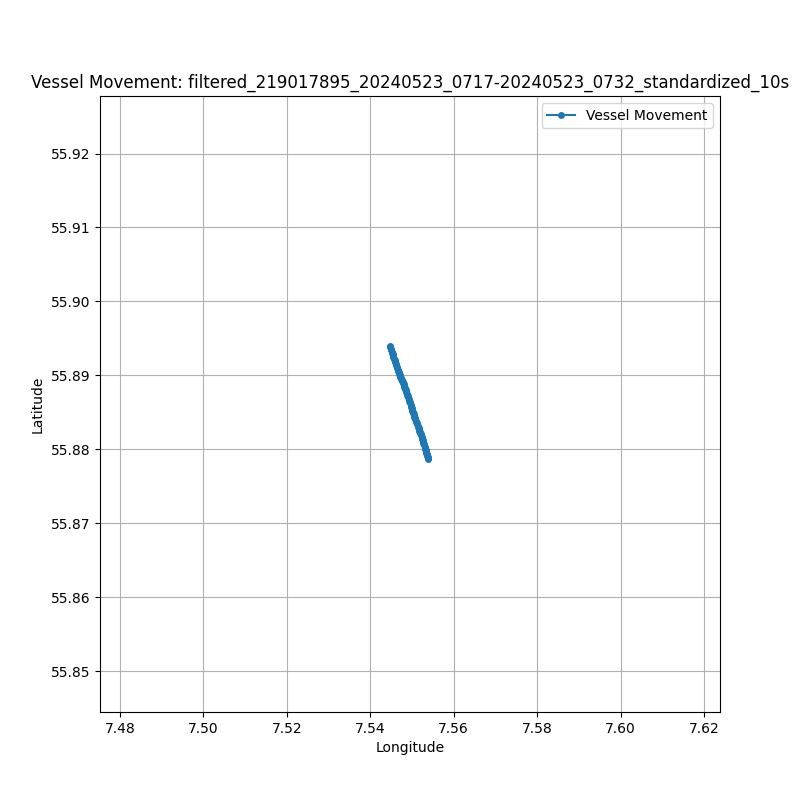 Vessel Movement: filtered_219017895_20240523_0717-20240523_0732_standardized_10s
Vessel Movement
55.92
55.91
55.90
55.89
55.88
55.87
55.86
55.85
Latitude
7.48 7.50 7.52 7.54 7.56 7.58 7.60 7.62
Longitude